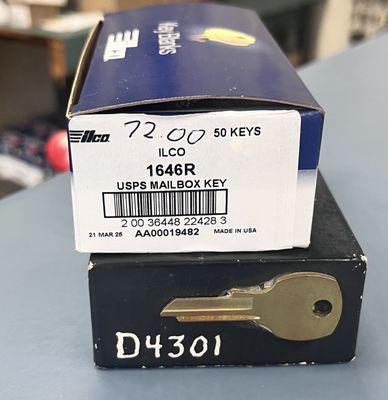 Key Blanks
ILCO
ilco
72.00 50 KEYS
ILCO
1646R
USPS MAILBOX KEY
2 00 36448 22428 3
21 MAR 25 AA00019482 MADE IN USA
D4301